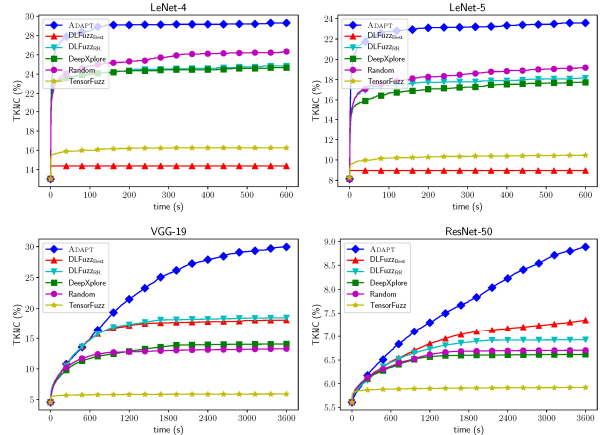 LeNet-4
TKNC (%)
30
28
26
24
22
20
18
16
14
ADAPT
DLFuzzBest
DLFuzzRR
DeepXplore
Random
TensorFuzz
0 100 200 300 400 500 600
time (s)
LeNet-5
TKNC (%)
24
22
20
18
16
14
12
10
8
ADAPT
DLFuzzBest
DLFuzzRR
DeepXplore
Random
TensorFuzz
0 100 200 300 400 500 600
time (s)
VGG-19
TKNC (%)
30
25
20
15
10
5
ADAPT
DLFuzzBest
DLFuzzRR
DeepXplore
Random
TensorFuzz
0 600 1200 1800 2400 3000 3600
time (s)
ResNet-50
TKNC (%)
9.0
8.5
8.0
7.5
7.0
6.5
6.0
5.5
ADAPT
DLFuzzBest
DLFuzzRR
DeepXplore
Random
TensorFuzz
0 600 1200 1800 2400 3000 3600
time (s)